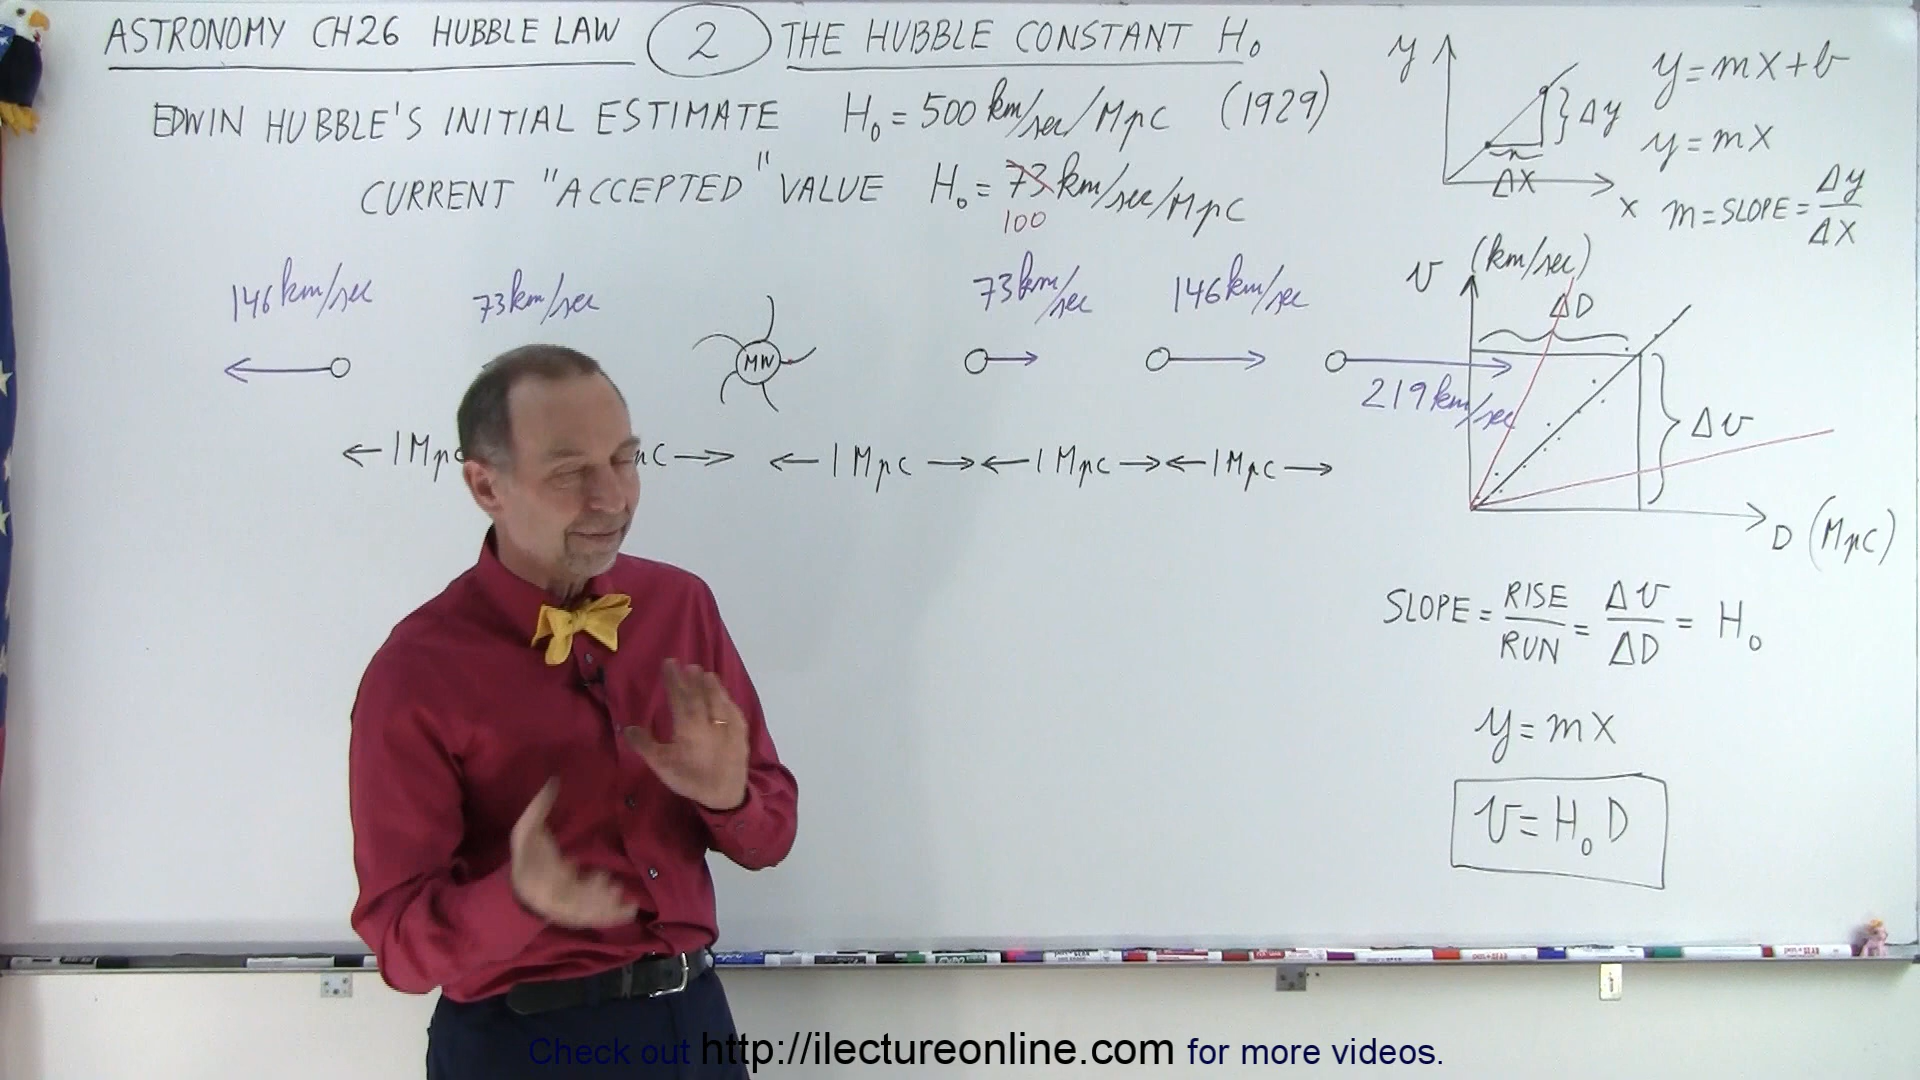 ASTRONOMY CH26 HUBBLE LAW 2 THE HUBBLE CONSTANT H₀
EDWIN HUBBLE'S INITIAL ESTIMATE H₀ = 500 km/sec/Mpc (1929)
CURRENT "ACCEPTED" VALUE H₀ = 73 km/sec/Mpc
100
146 km/sec 73 km/sec 73 km/sec 146 km/sec
MW
219 km/sec
1 Mpc 1 Mpc 1 Mpc 1 Mpc
y
Δy
ΔX
X
y = mX + b
y = mX
m = SLOPE = Δy/ΔX
v (km/sec)
ΔD
Δv
D (Mpc)
SLOPE = RISE/RUN = Δv/ΔD = H₀
y = mX
v = H₀ D
Check out http://ilectureonline.com for more videos.